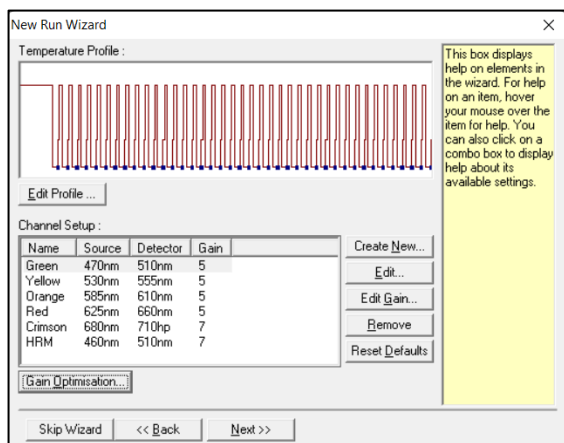 New Run Wizard
Temperature Profile :
Edit Profile ...
Channel Setup :
Name Source Detector Gain
Green 470nm 510nm 5
Yellow 530nm 555nm 5
Orange 585nm 610nm 5
Red 625nm 660nm 5
Crimson 680nm 710hp 7
HRM 460nm 510nm 7
Create New...
Edit...
Edit Gain...
Remove
Reset Defaults
Gain Optimisation...
Skip Wizard << Back Next >>
This box displays
help on elements in
the wizard. For help
on an item, hover
your mouse over the
item for help. You
can also click on a
combo box to display
help about its
available settings.